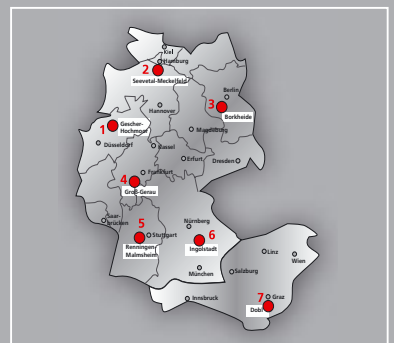 Kiel
Hamburg
2
Seevetal-Meckelfeld
Berlin
3
Hannover
Borkheide
1
Gescher-
Hochmoor
Magdeburg
Düsseldorf
Kassel
Erfurt
Dresden
Frankfurt
4
Groß-Gerau
Saar-
brücken
5
Nürnberg
Stuttgart
6
Renningen-
Malmsheim
Ingolstadt
Linz
Wien
München
Salzburg
Innsbruck
7
Graz
Dobl